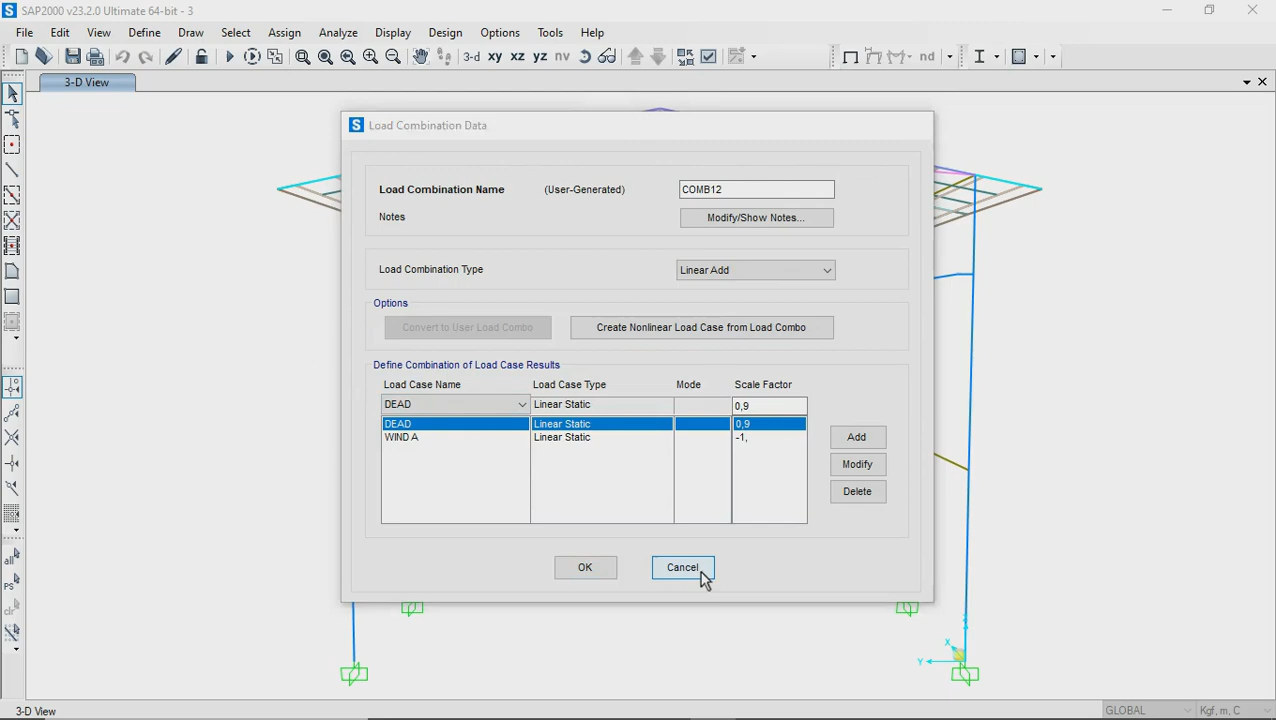 SAP2000 v23.2.0 Ultimate 64-bit - 3
File Edit View Define Draw Select Assign Analyze Display Design Options Tools Help
3-d xy xz yz nv nd
3-D View
Load Combination Data
Load Combination Name (User-Generated) COMB12
Notes Modify/Show Notes...
Load Combination Type Linear Add
Options
Convert to User Load Combo Create Nonlinear Load Case from Load Combo
Define Combination of Load Case Results
Load Case Name Load Case Type Mode Scale Factor
DEAD Linear Static 0,9
DEAD Linear Static 0,9
WIND A Linear Static -1,
Add
Modify
Delete
OK Cancel
all
PS
clr
Z
X
Y
3-D View GLOBAL Kgf, m, C